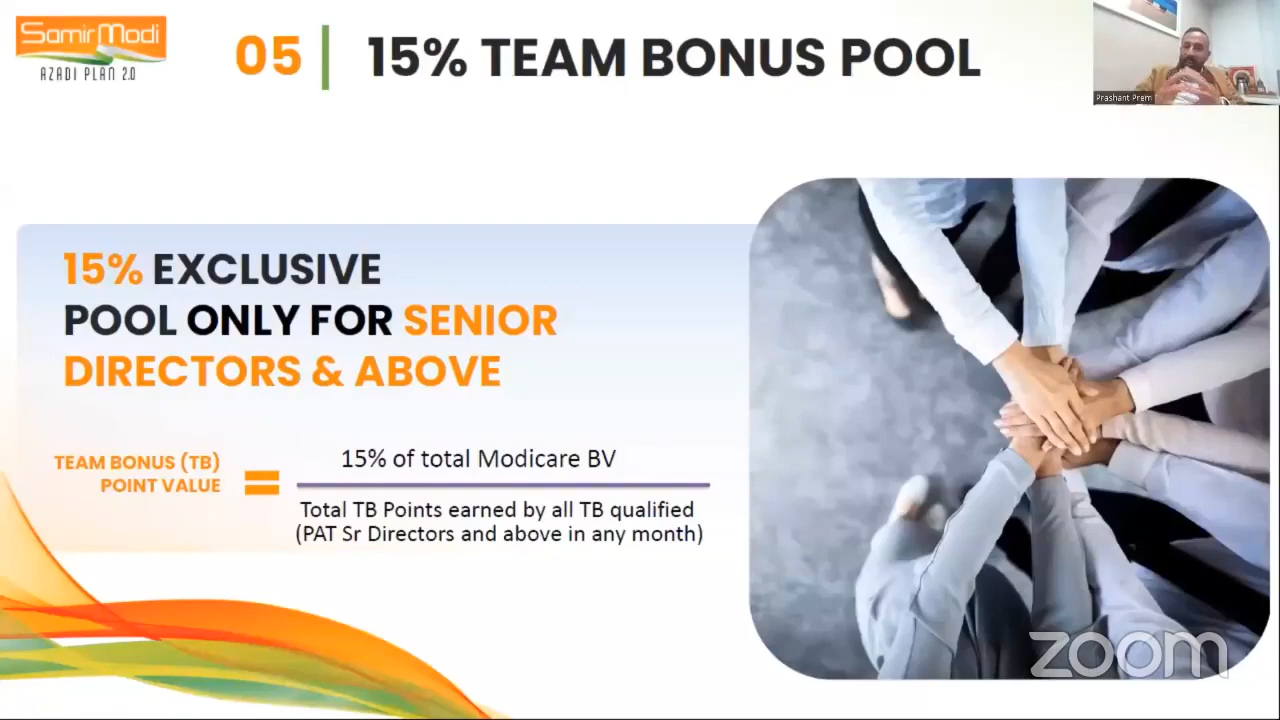 SamirModi
AZADI PLAN 2.0
05
15% TEAM BONUS POOL
Prashant Prem
15% EXCLUSIVE
POOL ONLY FOR SENIOR
DIRECTORS & ABOVE
TEAM BONUS (TB)
POINT VALUE
=
15% of total Modicare BV
Total TB Points earned by all TB qualified
(PAT Sr Directors and above in any month)
zoom